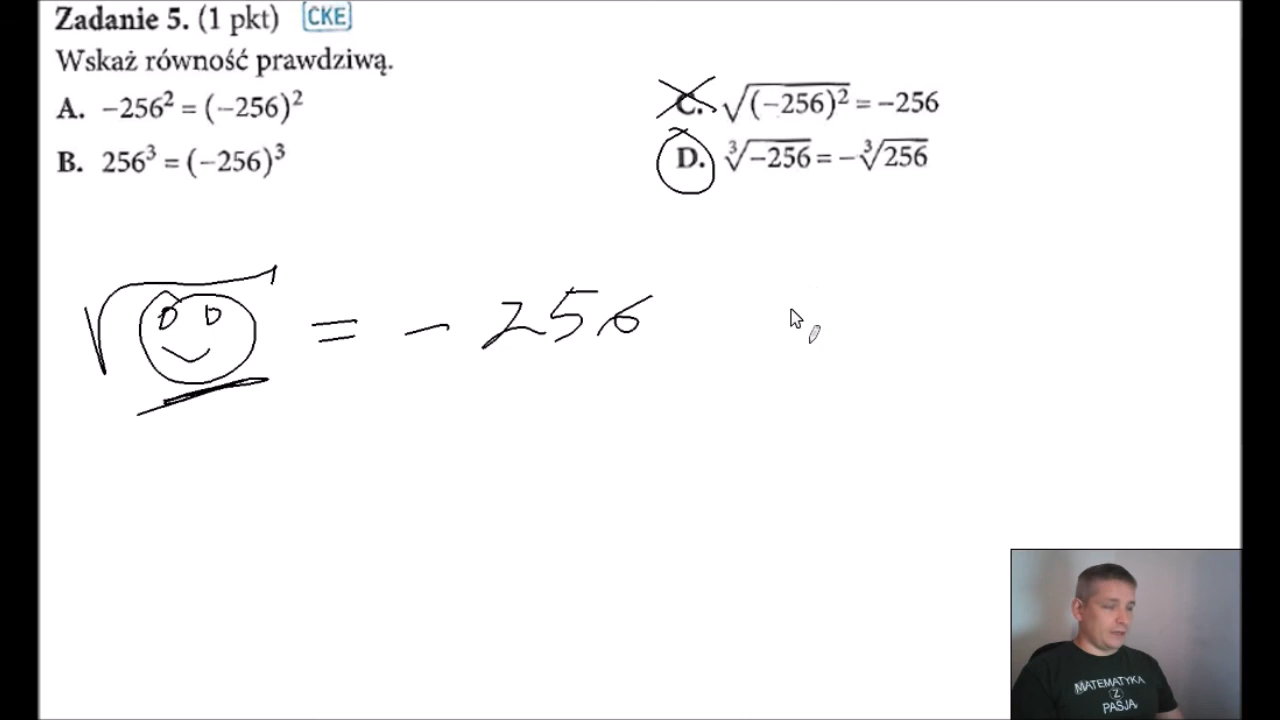 Zadanie 5. (1 pkt) CKE
Wskaż równość prawdziwą.
A. −256² = (−256)²
B. 256³ = (−256)³
C. √(−256)² = −256
D. ∛−256 = −∛256
√ = − 256
MATEMATYKA
Z
PASJĄ